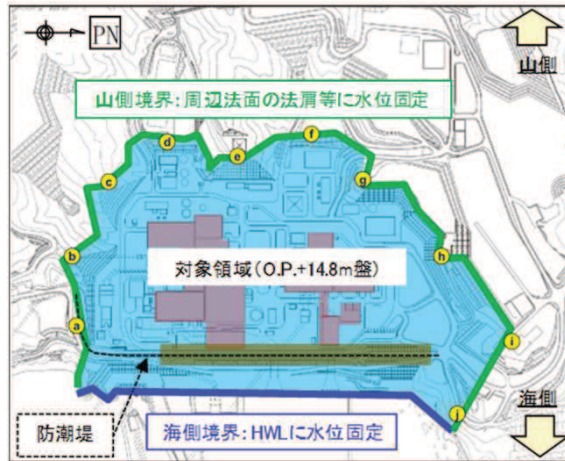 PN
山側
山側境界：周辺法面の法肩等に水位固定
f
d
e
c
g
b
h
対象領域(O.P.+14.8m盤)
a
i
海側
j
防潮堤
海側境界：HWLに水位固定